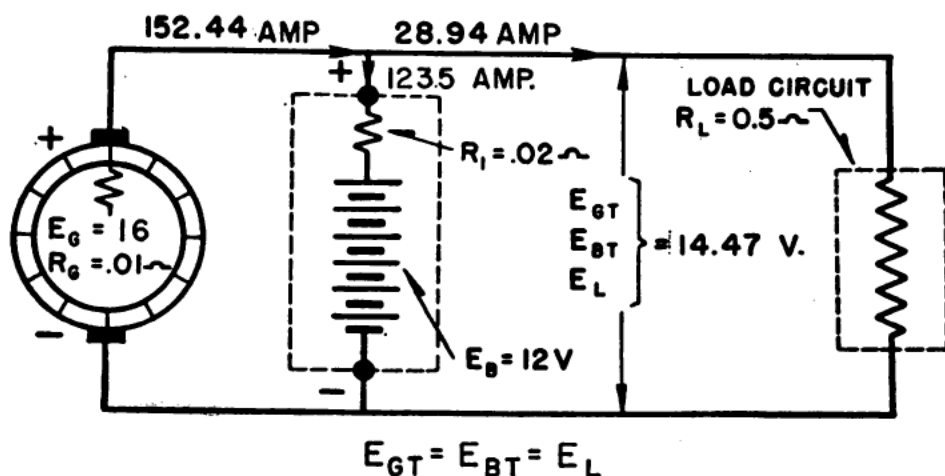 152.44 AMP
28.94 AMP
+
123.5 AMP.
LOAD CIRCUIT
R_L = 0.5 Ω
+
R_1 = .02 Ω
E_G = 16
R_G = .01 Ω
E_GT
E_BT
E_L
= 14.47 V.
–
E_B = 12V
–
E_GT = E_BT = E_L